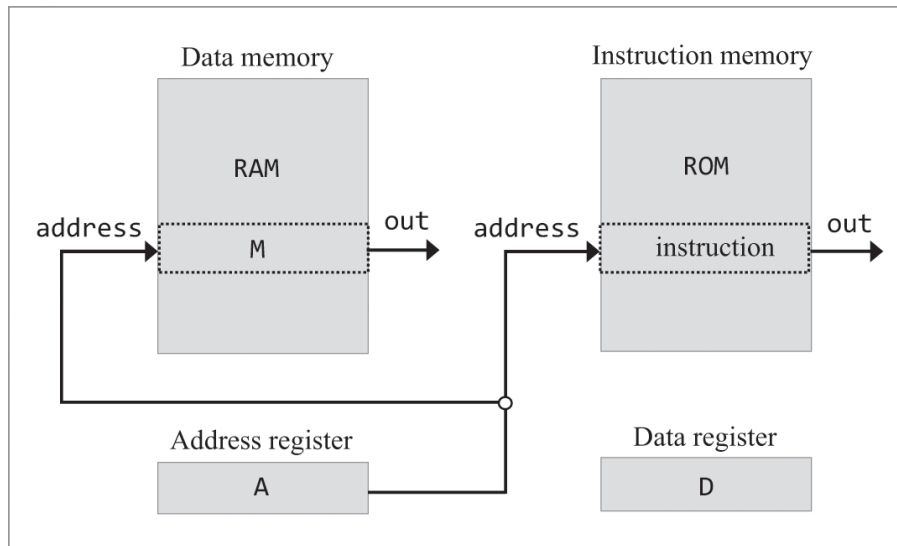 Data memory
Instruction memory
RAM
ROM
address
M
out
address
instruction
out
Address register
Data register
A
D